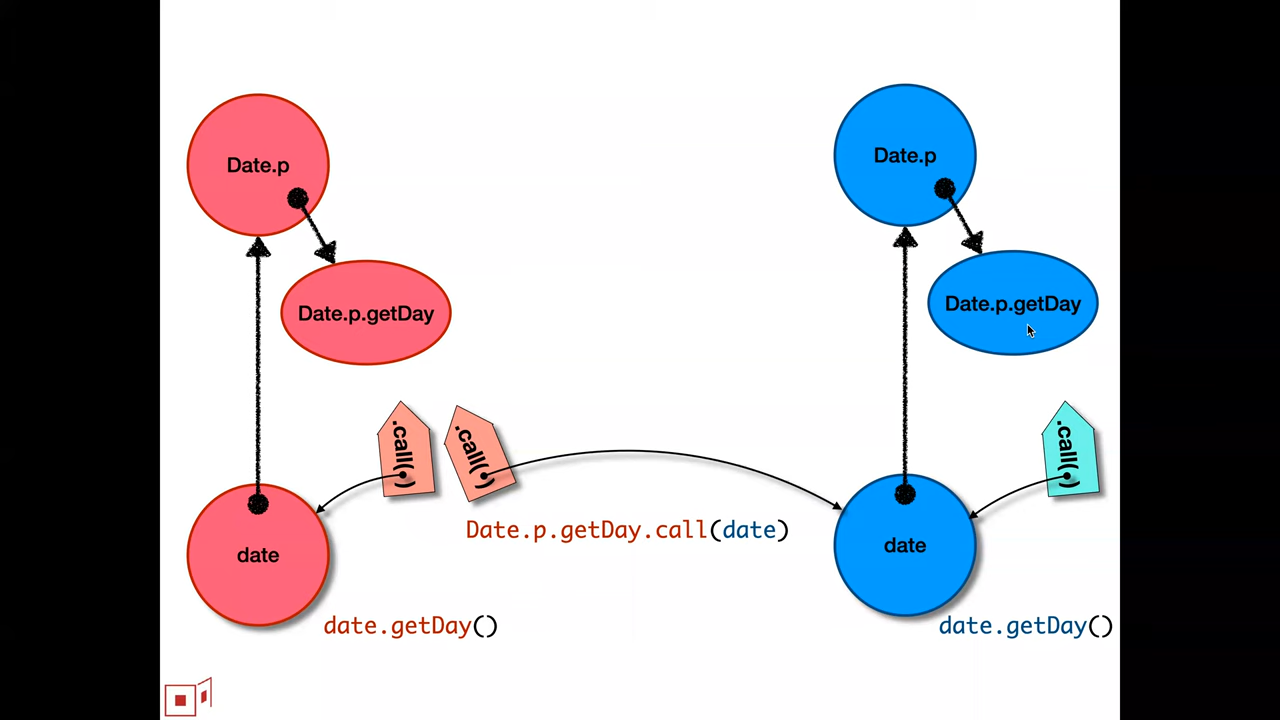 Date.p
Date.p
Date.p.getDay
Date.p.getDay
.call( )
.call( )
.call( )
Date.p.getDay.call(date)
date
date
date.getDay()
date.getDay()